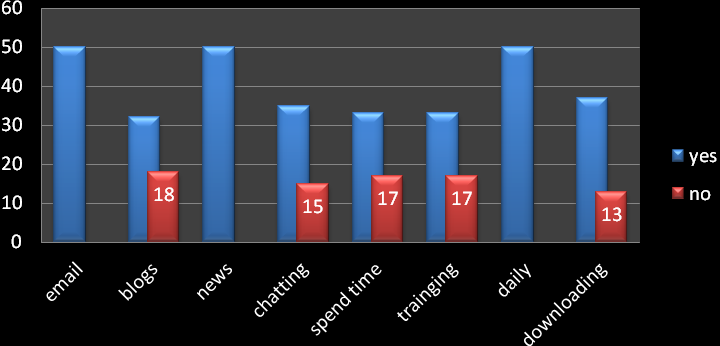 60
50
40
30
20
10
0
18
15
17
17
13
email
blogs
news
chatting
spend time
trainging
daily
downloading
yes
no